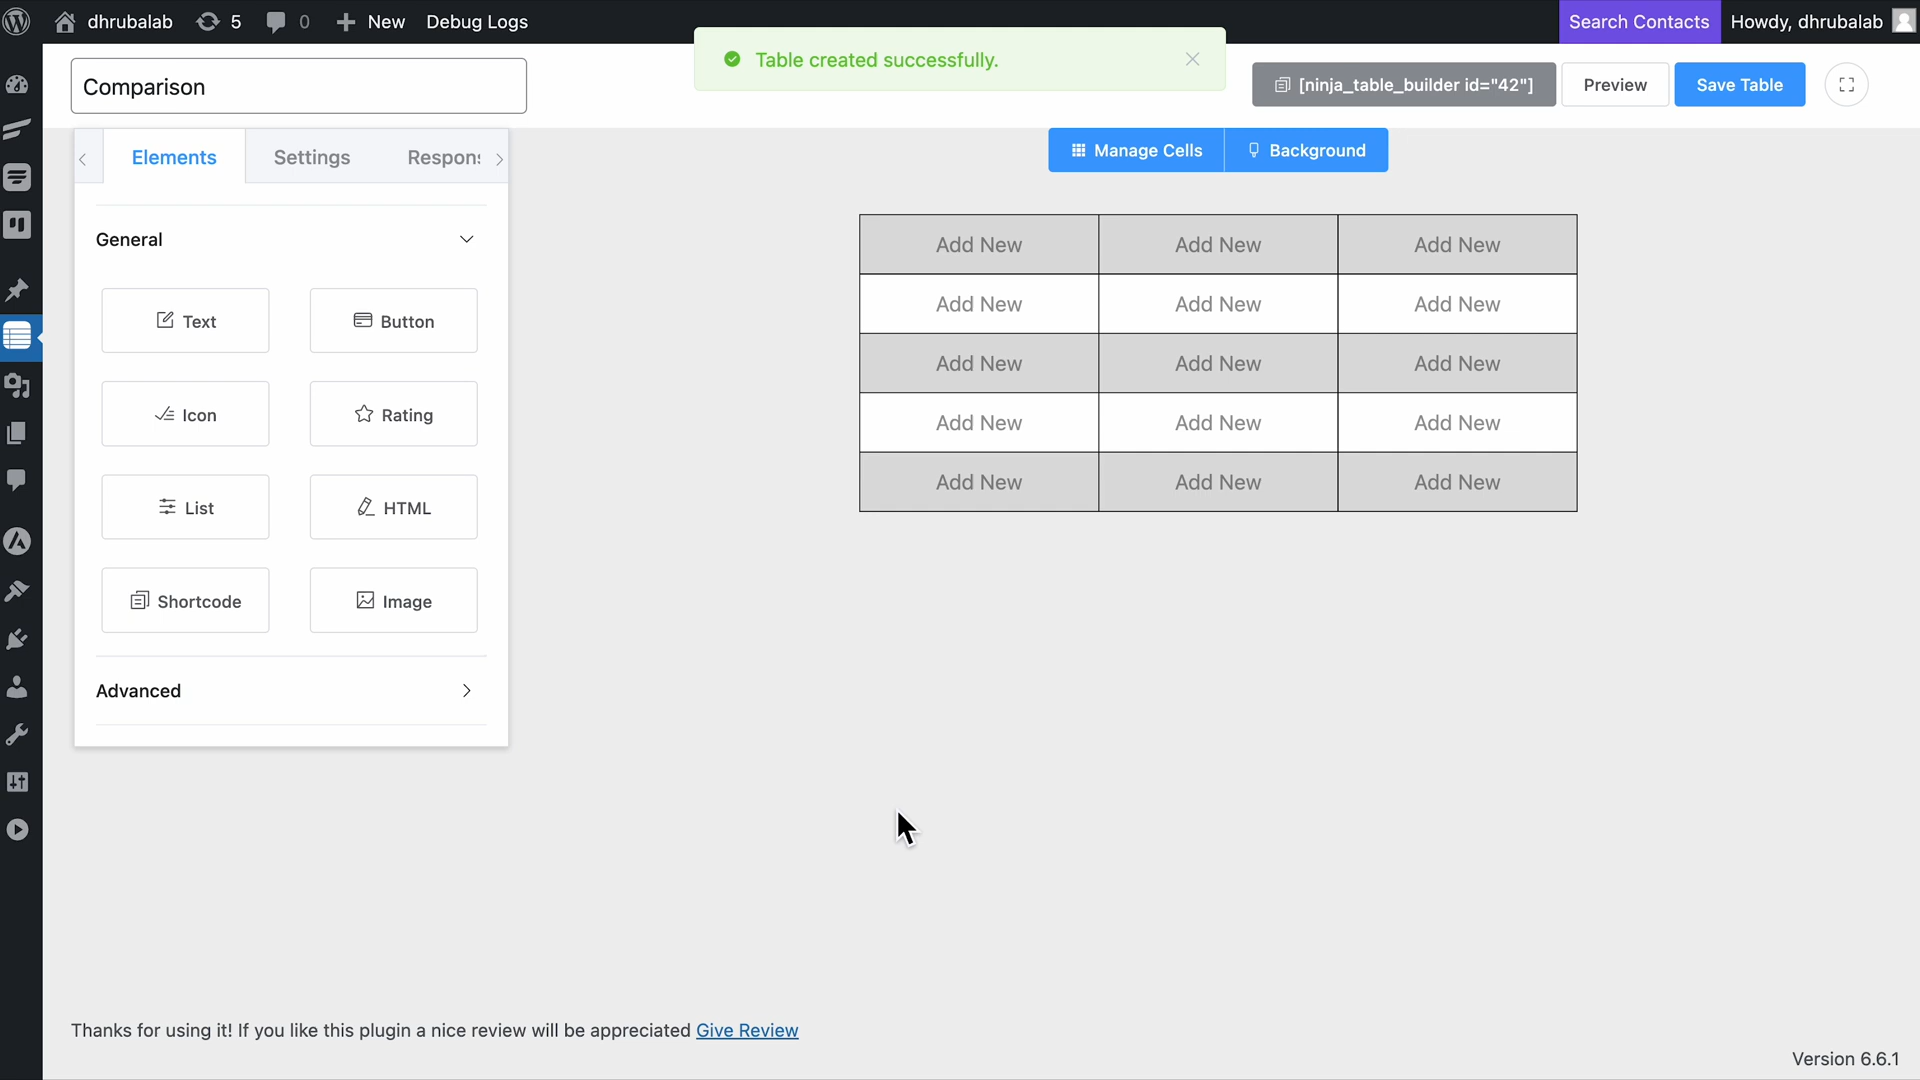 dhrubalab 5 0 New Debug Logs Search Contacts Howdy, dhrubalab
Comparison
Table created successfully.
[ninja_table_builder id="42"] Preview Save Table
Elements Settings Respons
Manage Cells Background
General
Text Button
Icon Rating
List HTML
Shortcode Image
Advanced
Add New Add New Add New
Add New Add New Add New
Add New Add New Add New
Add New Add New Add New
Add New Add New Add New
Thanks for using it! If you like this plugin a nice review will be appreciated Give Review
Version 6.6.1